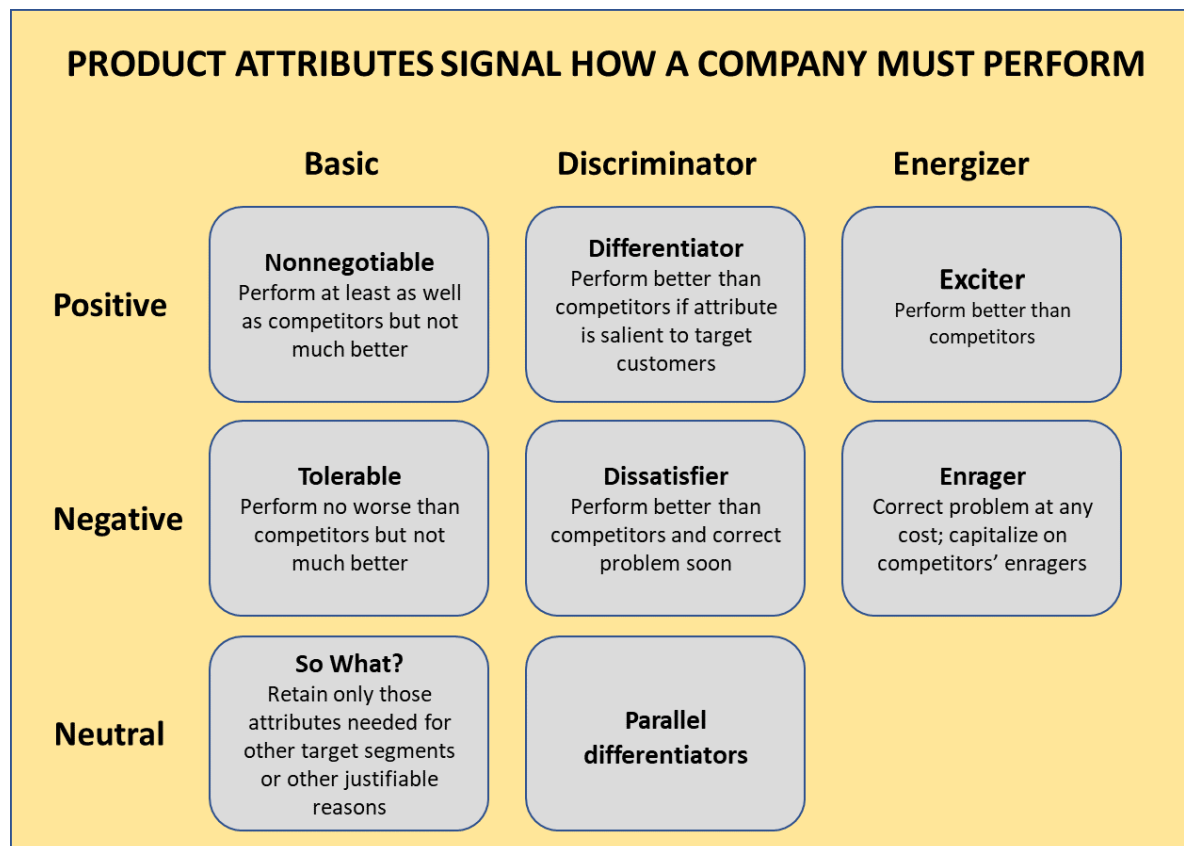 PRODUCT ATTRIBUTES SIGNAL HOW A COMPANY MUST PERFORM
Basic
Discriminator
Energizer
Positive
Nonnegotiable
Perform at least as well
as competitors but not
much better
Differentiator
Perform better than
competitors if attribute
is salient to target
customers
Exciter
Perform better than
competitors
Negative
Tolerable
Perform no worse than
competitors but not
much better
Dissatisfier
Perform better than
competitors and correct
problem soon
Enrager
Correct problem at any
cost; capitalize on
competitors’ enragers
Neutral
So What?
Retain only those
attributes needed for
other target segments
or other justifiable
reasons
Parallel
differentiators